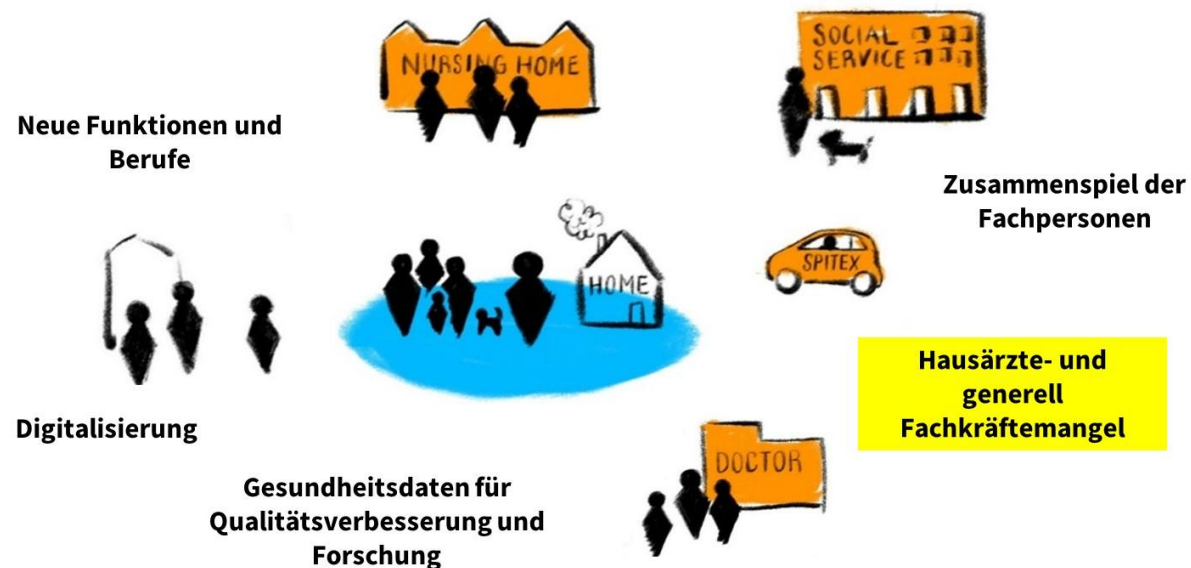 NURSING HOME
SOCIAL
SERVICE
Neue Funktionen und
Berufe
Zusammenspiel der
Fachpersonen
SPITEX
HOME
Hausärzte- und
generell
Fachkräftemangel
Digitalisierung
DOCTOR
Gesundheitsdaten für
Qualitätsverbesserung und
Forschung